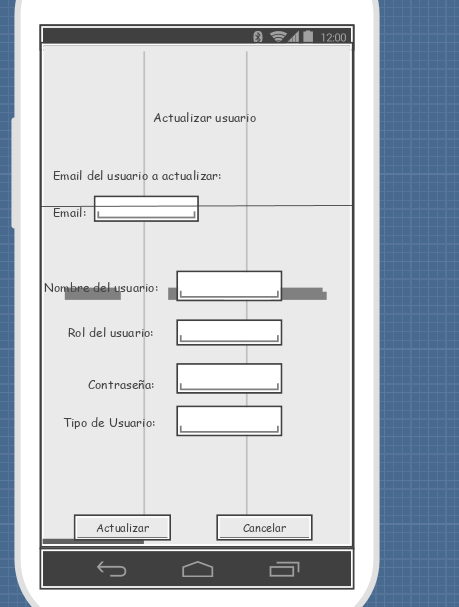 12:00
Actualizar usuario
Email del usuario a actualizar:
Email:
Nombre del usuario:
Rol del usuario:
Contraseña:
Tipo de Usuario:
Actualizar Cancelar